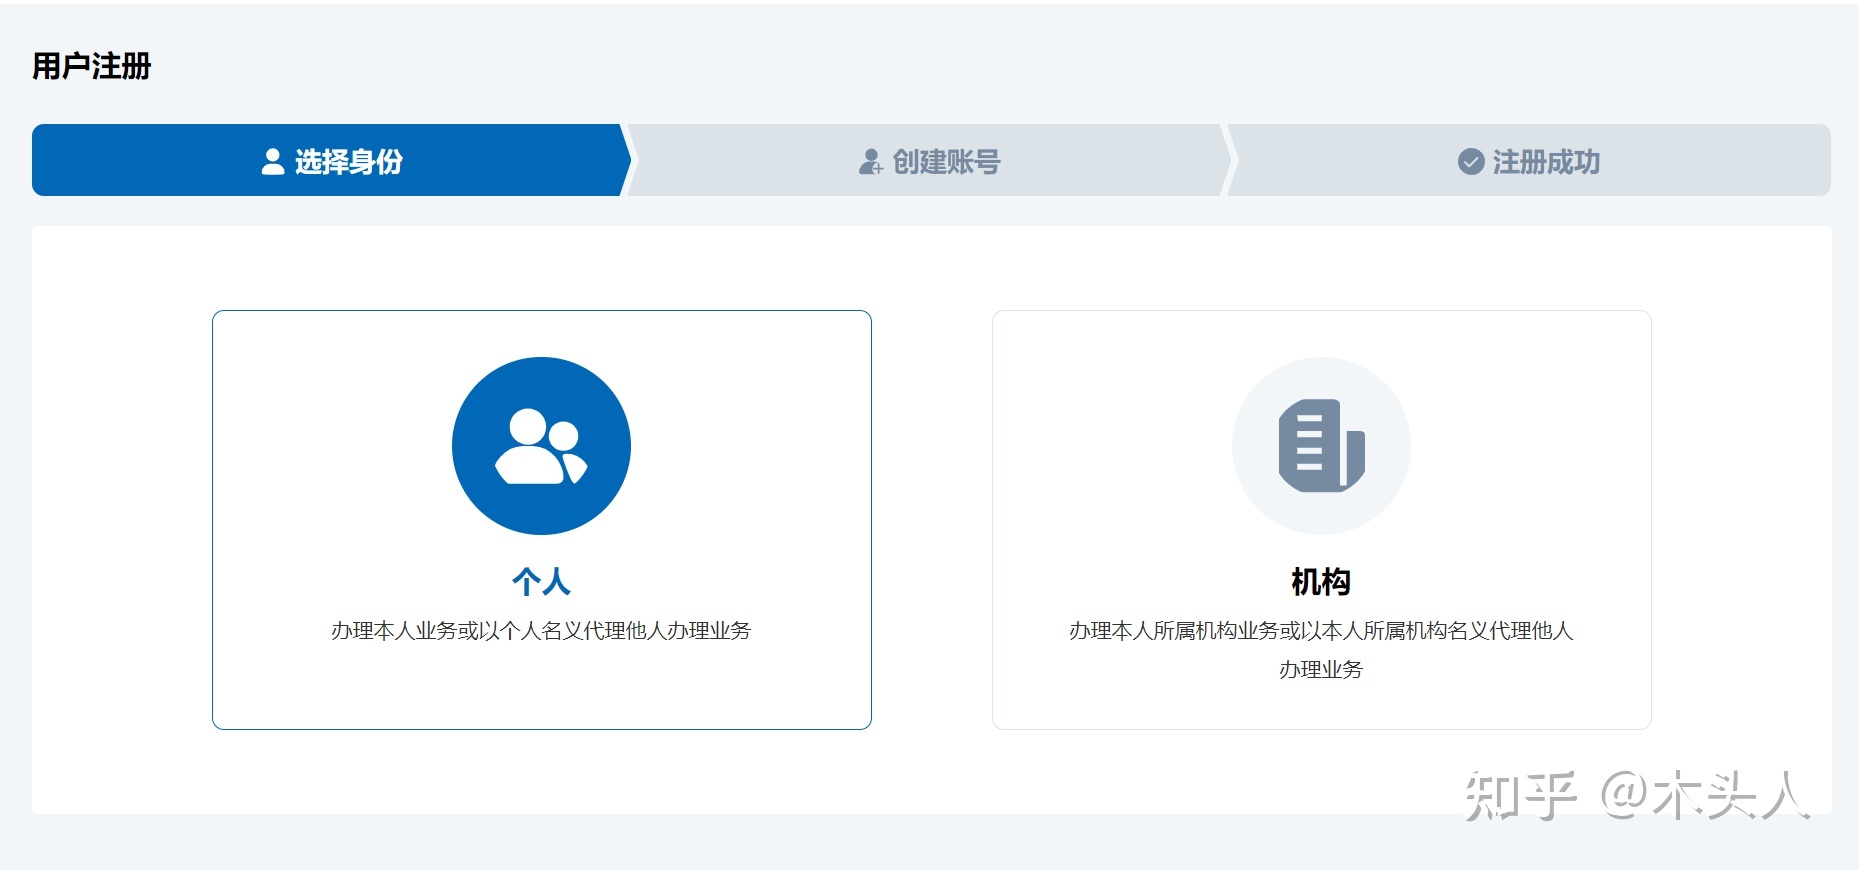 用户注册
选择身份
创建账号
注册成功
个人
办理本人业务或以个人名义代理他人办理业务
机构
办理本人所属机构业务或以本人所属机构名义代理他人
办理业务
知乎 @木头人